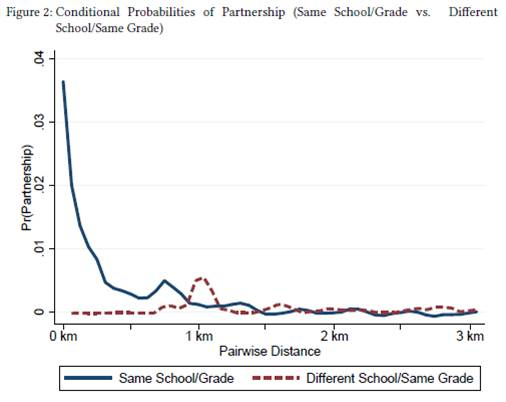 Figure 2: Conditional Probabilities of Partnership (Same School/Grade vs. Different
School/Same Grade)
.04
.03
.02
.01
0
Pr(Partnership)
0 km
1 km
2 km
3 km
Pairwise Distance
Same School/Grade
Different School/Same Grade